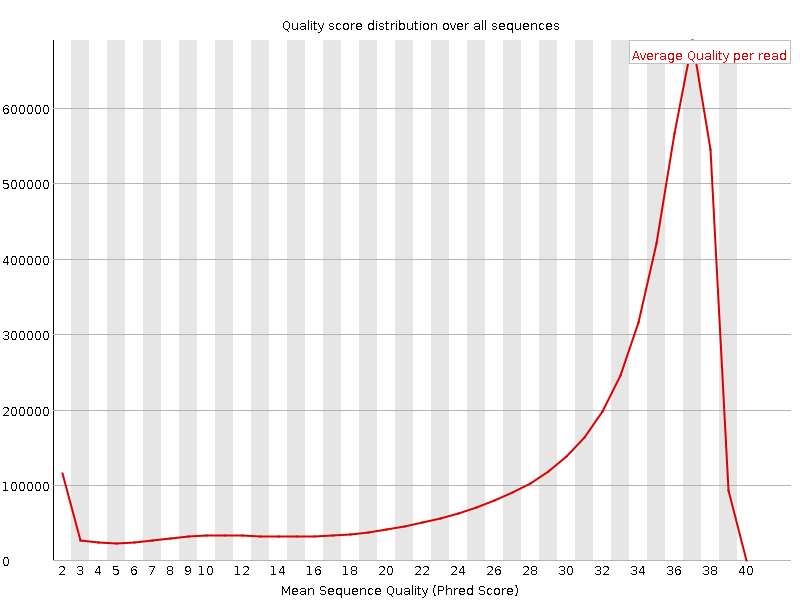 Quality score distribution over all sequences
Average Quality per read
600000
500000
400000
300000
200000
100000
0
2 3 4 5 6 7 8 9 10 12 14 16 18 20 22 24 26 28 30 32 34 36 38 40
Mean Sequence Quality (Phred Score)